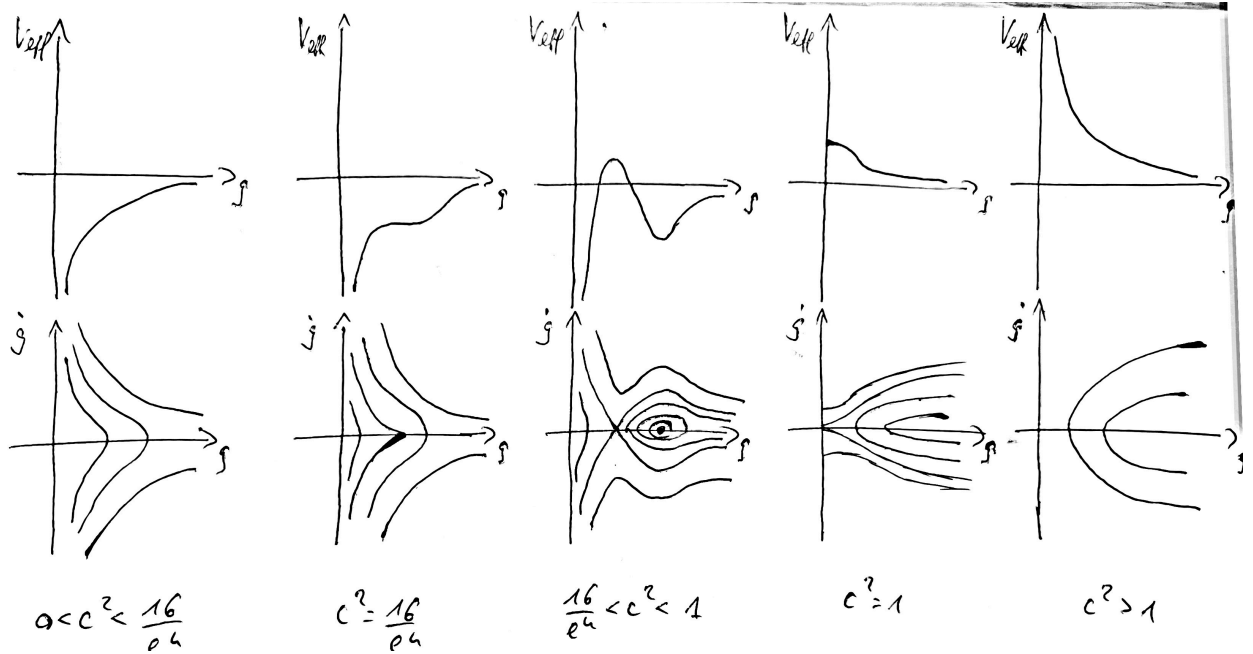 V_eff
V_eff
V_eff
V_eff
V_eff
ρ
ρ
ρ
ρ
ρ
ρ̇
ρ̇
ρ̇
ρ̇
ρ̇
ρ
ρ
ρ
ρ
ρ
0 < c² < 16/e⁴
c² = 16/e⁴
16/e⁴ < c² < 1
c² = 1
c² > 1